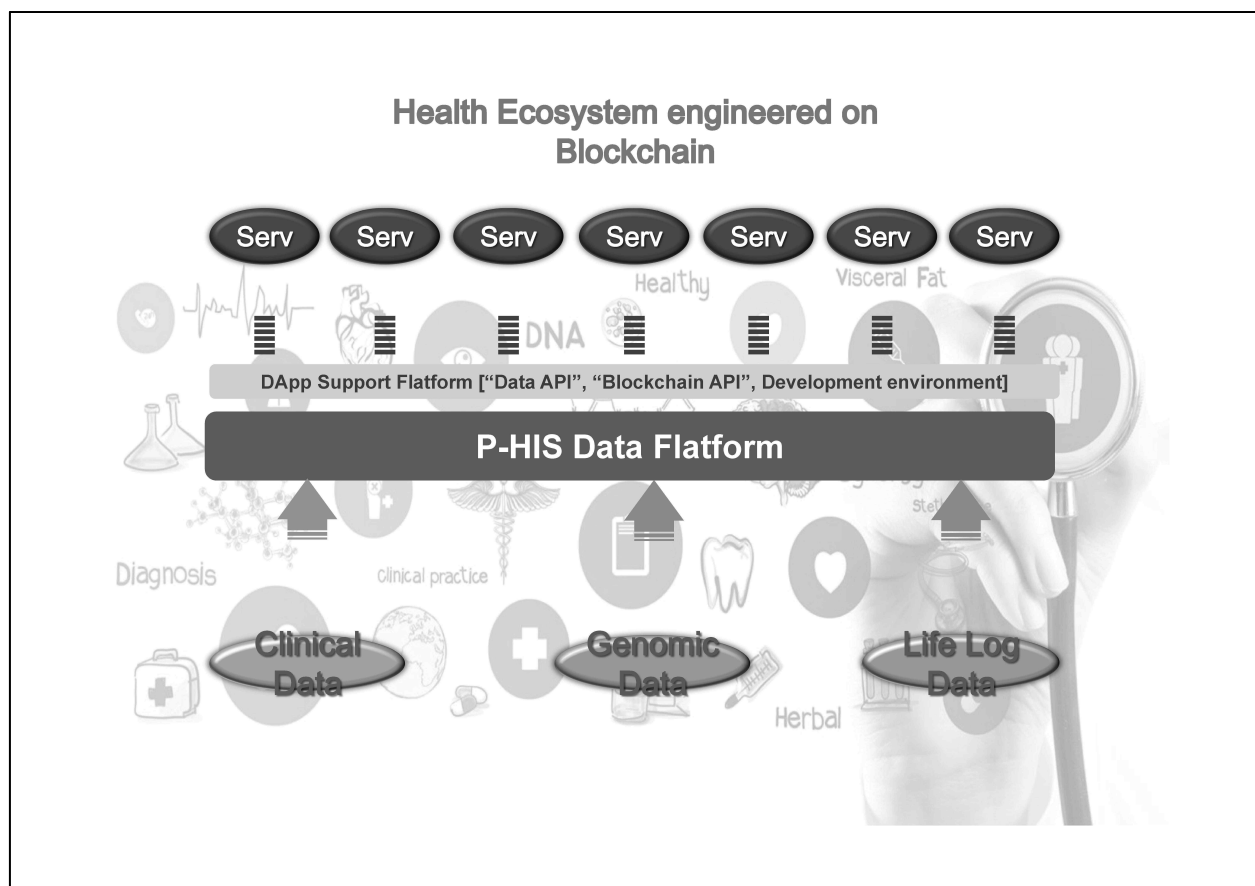 Health Ecosystem engineered on
Blockchain
Serv Serv Serv Serv Serv Serv Serv
Healthy
Visceral Fat
DNA
DApp Support Flatform [“Data API”, “Blockchain API”, Development environment]
P-HIS Data Flatform
Diagnosis
Clinical practice
Clinical
Data
Genomic
Data
Life Log
Data
Herbal